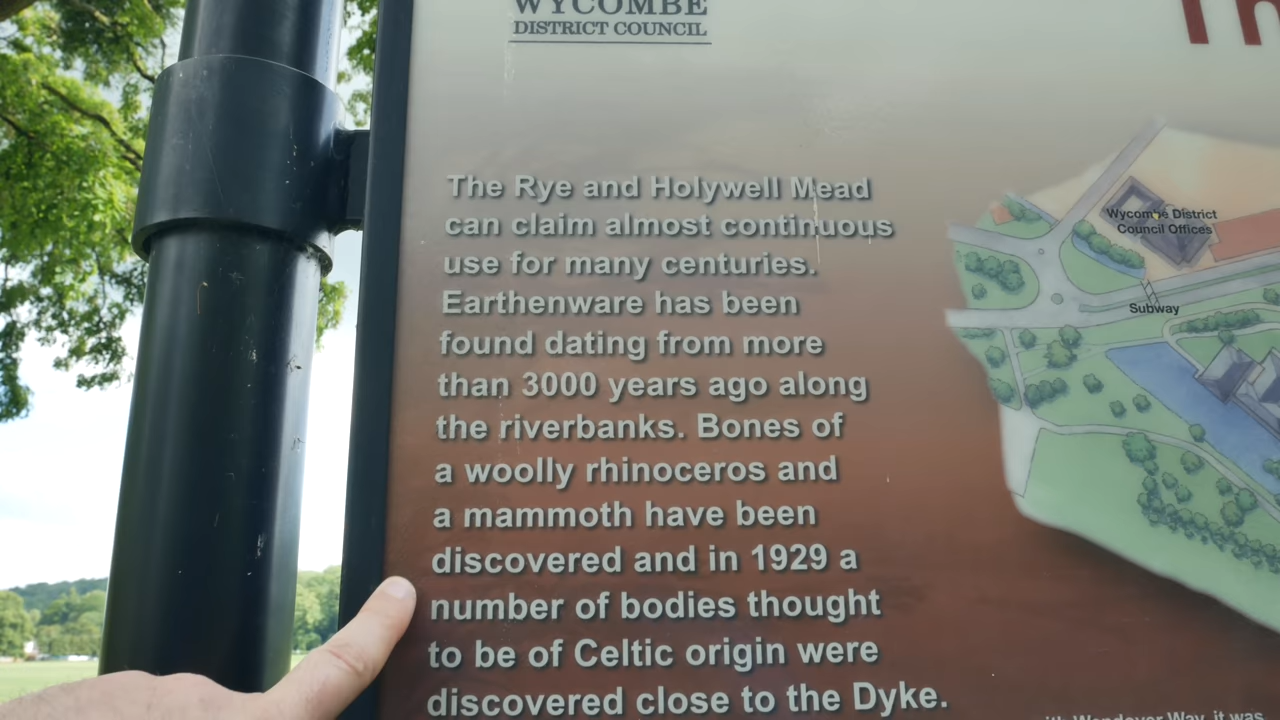 WYCOMBE
DISTRICT COUNCIL
Th
The Rye and Holywell Mead
can claim almost continuous
use for many centuries.
Earthenware has been
found dating from more
than 3000 years ago along
the riverbanks. Bones of
a woolly rhinoceros and
a mammoth have been
discovered and in 1929 a
number of bodies thought
to be of Celtic origin were
discovered close to the Dyke.
Wycombe District
Council Offices
Subway
with Wendover Way, it was